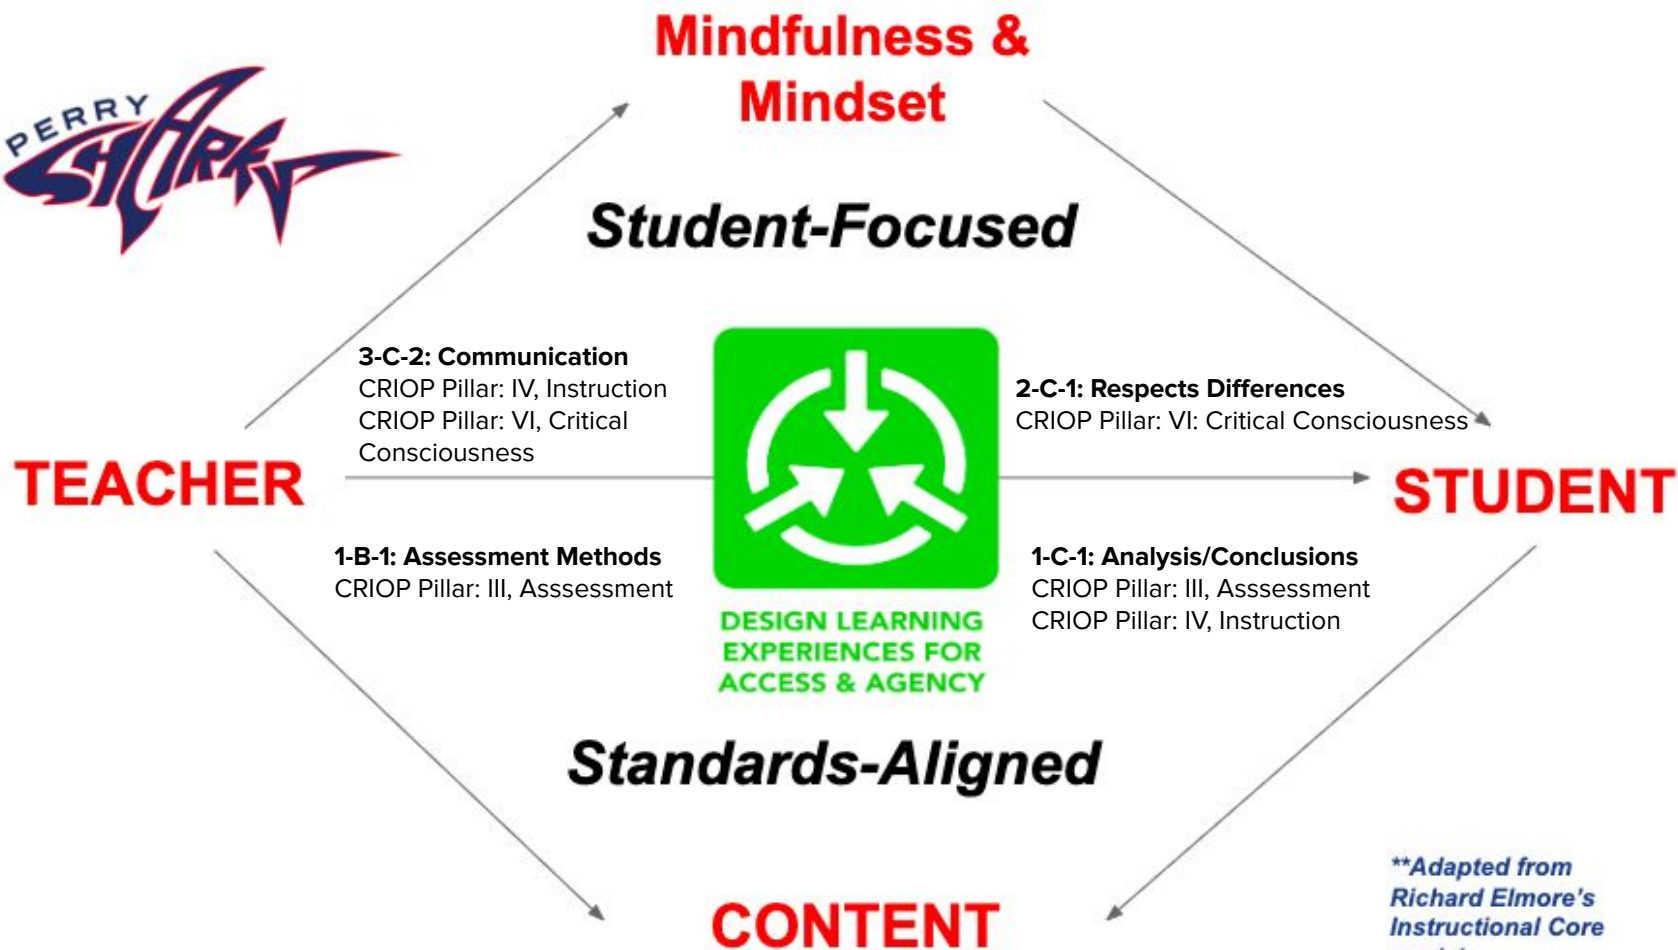 Mindfulness &
Mindset
PERRY
SHARKS
Student-Focused
3-C-2: Communication
CRIOP Pillar: IV, Instruction
CRIOP Pillar: VI, Critical
Consciousness
2-C-1: Respects Differences
CRIOP Pillar: VI: Critical Consciousness
TEACHER
STUDENT
1-B-1: Assessment Methods
CRIOP Pillar: III, Asssessment
1-C-1: Analysis/Conclusions
CRIOP Pillar: III, Asssessment
CRIOP Pillar: IV, Instruction
DESIGN LEARNING
EXPERIENCES FOR
ACCESS & AGENCY
Standards-Aligned
CONTENT
**Adapted from
Richard Elmore's
Instructional Core